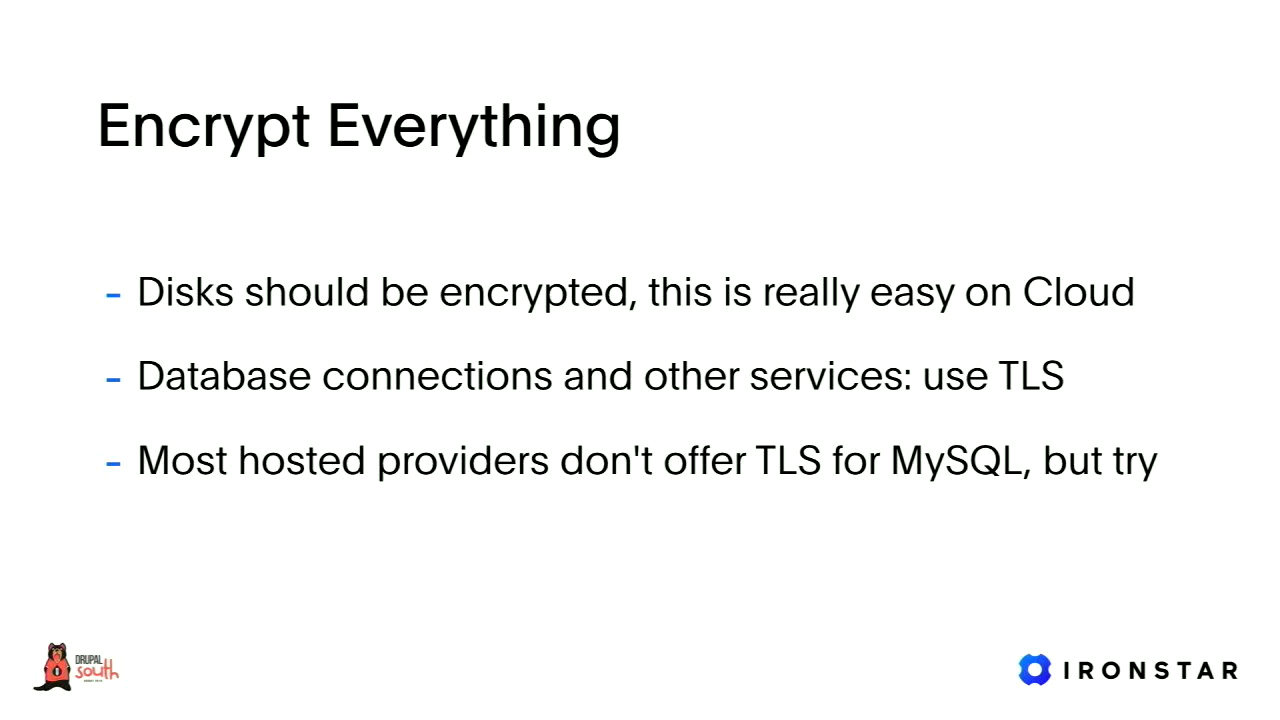 Encrypt Everything
- Disks should be encrypted, this is really easy on Cloud
- Database connections and other services: use TLS
- Most hosted providers don't offer TLS for MySQL, but try
DRUPAL
south
IRONSTAR